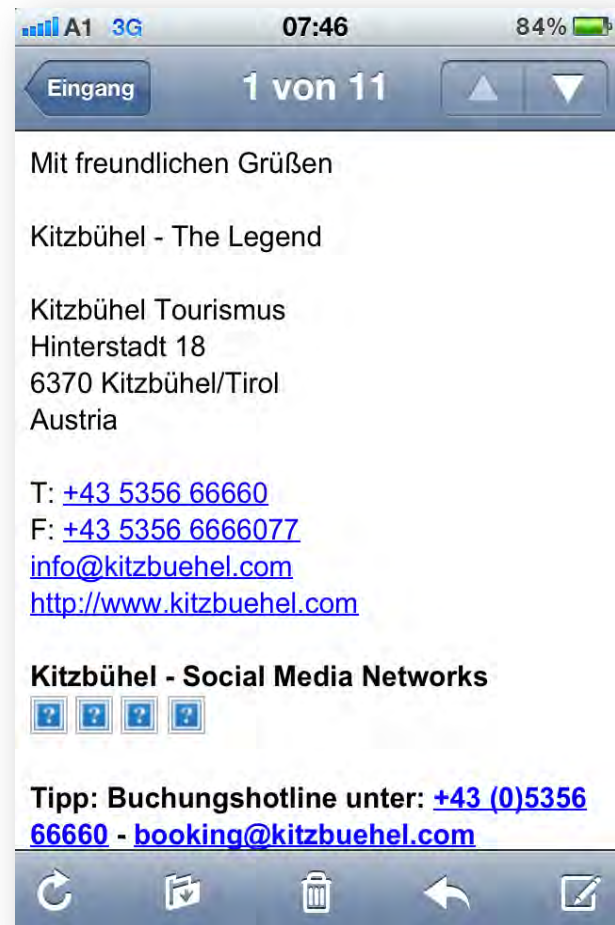 A1 3G 07:46 84%
Eingang 1 von 11
Mit freundlichen Grüßen
Kitzbühel - The Legend
Kitzbühel Tourismus
Hinterstadt 18
6370 Kitzbühel/Tirol
Austria
T: +43 5356 66660
F: +43 5356 6666077
info@kitzbuehel.com
http://www.kitzbuehel.com
Kitzbühel - Social Media Networks
? ? ? ?
Tipp: Buchungshotline unter: +43 (0)5356
66660 - booking@kitzbuehel.com